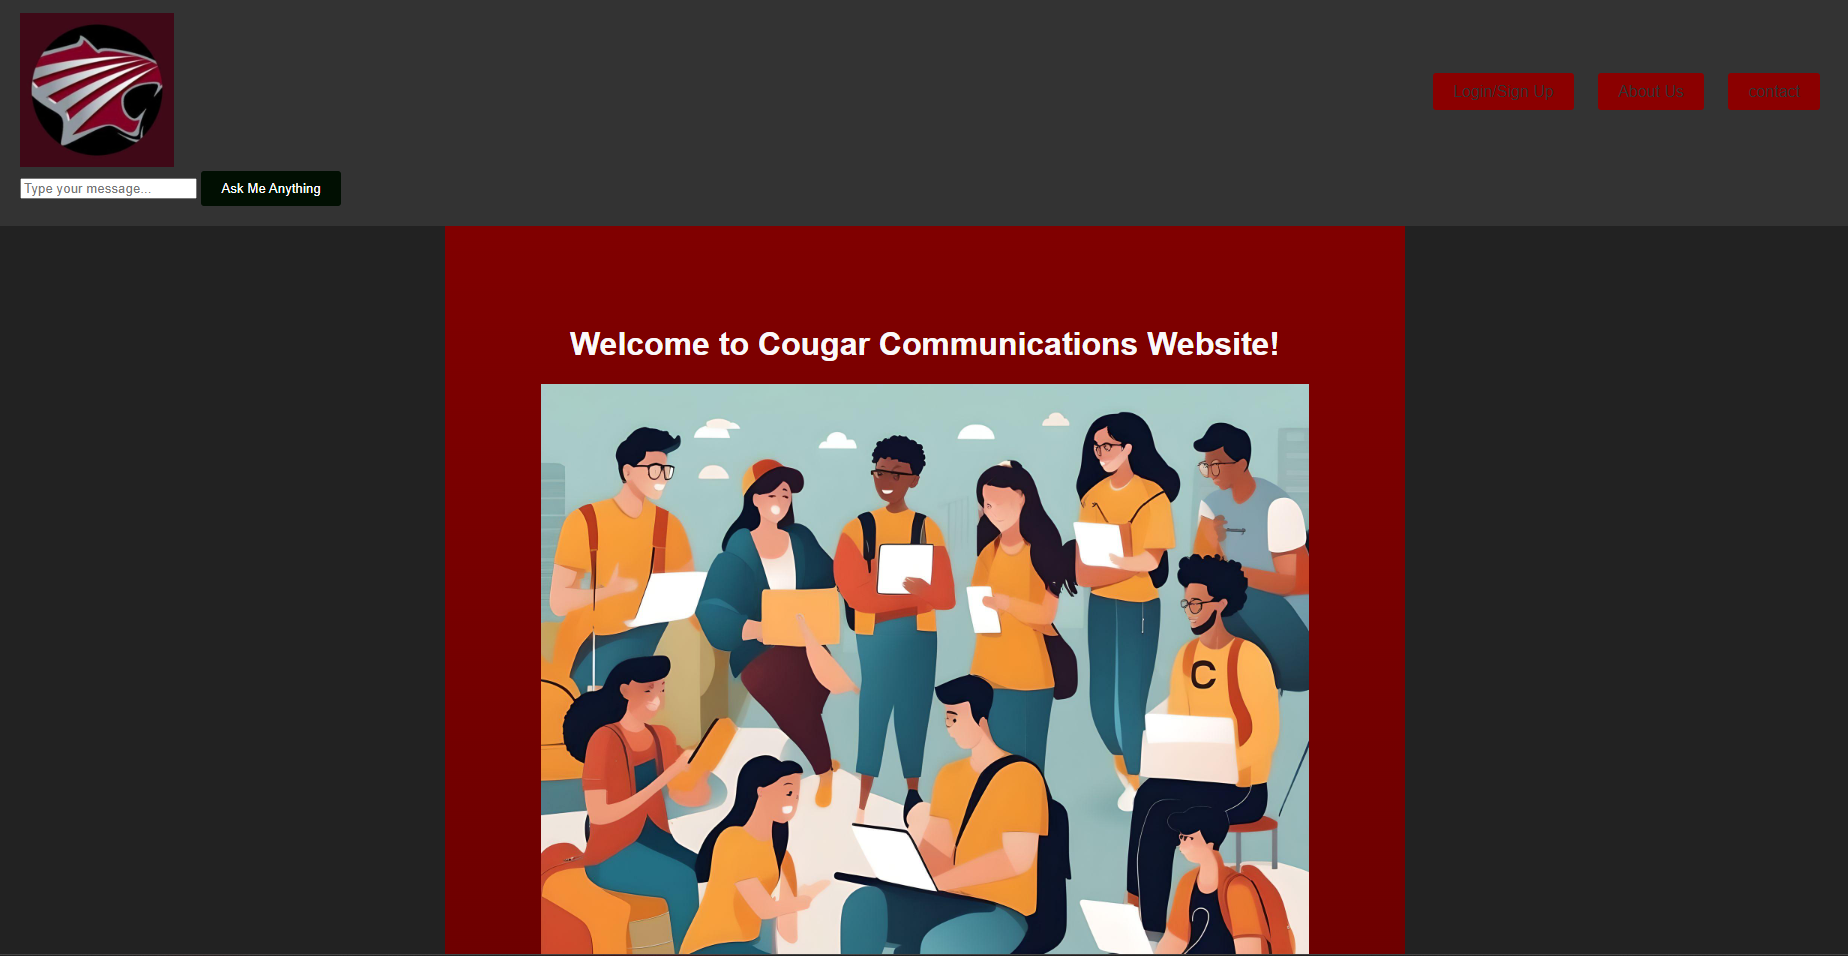 Login/Sign Up
About Us
contact
Type your message...
Ask Me Anything
Welcome to Cougar Communications Website!
C